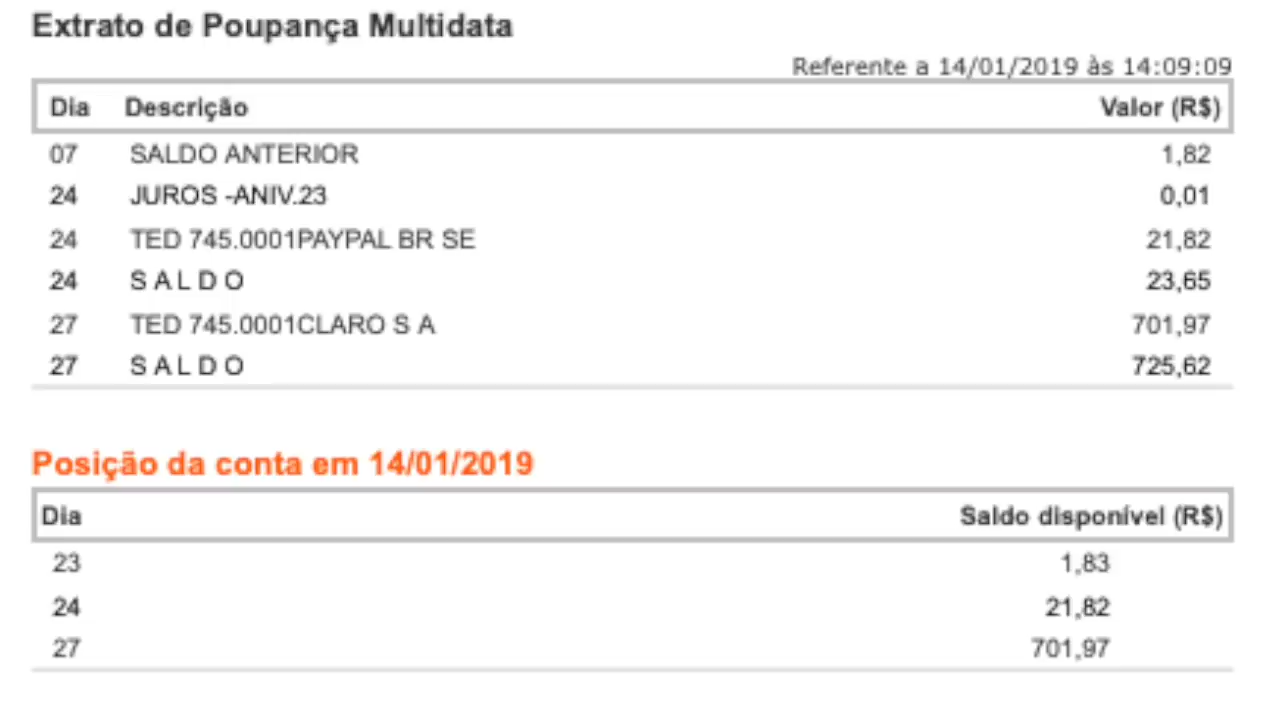 Extrato de Poupança Multidata
Referente a 14/01/2019 às 14:09:09
Dia Descrição Valor (R$)
07 SALDO ANTERIOR 1,82
24 JUROS -ANIV.23 0,01
24 TED 745.0001PAYPAL BR SE 21,82
24 S A L D O 23,65
27 TED 745.0001CLARO S A 701,97
27 S A L D O 725,62
Posição da conta em 14/01/2019
Dia Saldo disponível (R$)
23 1,83
24 21,82
27 701,97